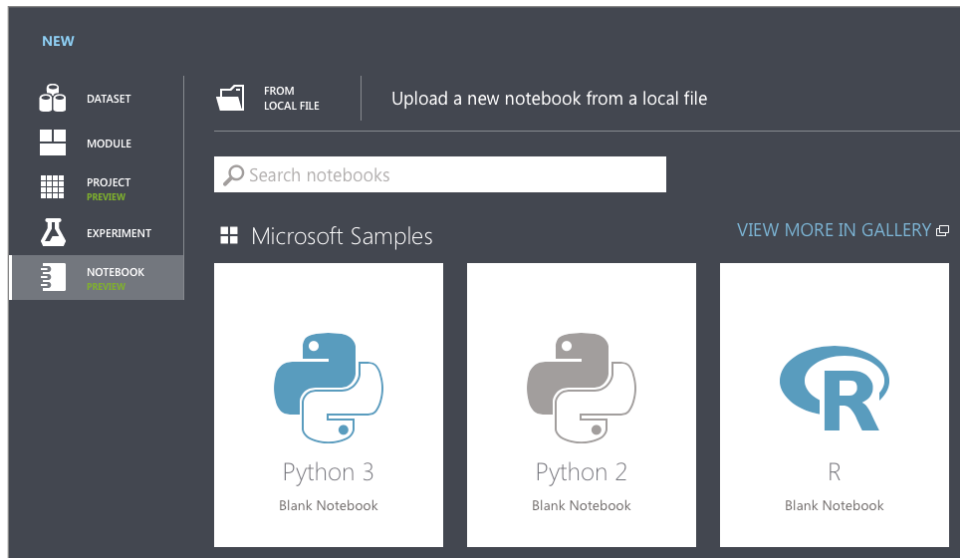 NEW
DATASET
MODULE
PROJECT
PREVIEW
EXPERIMENT
NOTEBOOK
PREVIEW
FROM
LOCAL FILE
Upload a new notebook from a local file
Search notebooks
Microsoft Samples
VIEW MORE IN GALLERY
Python 3
Blank Notebook
Python 2
Blank Notebook
R
R
Blank Notebook